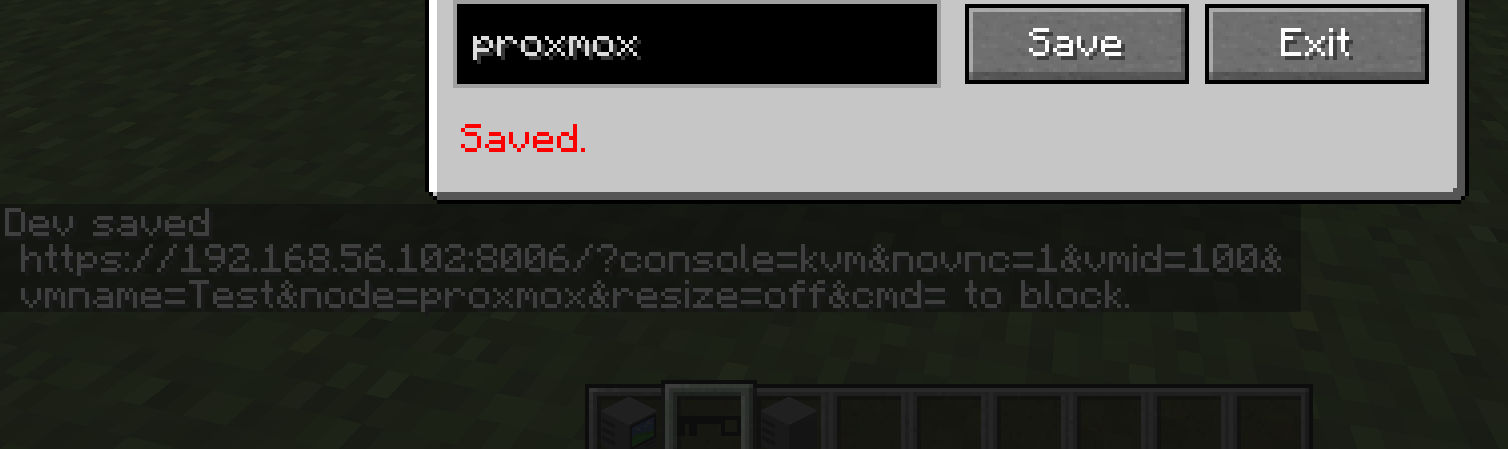 proxmox
Save
Exit
Saved.
Dev saved
https://192.168.56.102:8006/?console=kvm&novnc=1&vmid=100&
vmname=Test&node=proxmox&resize=off&cmd= to block.